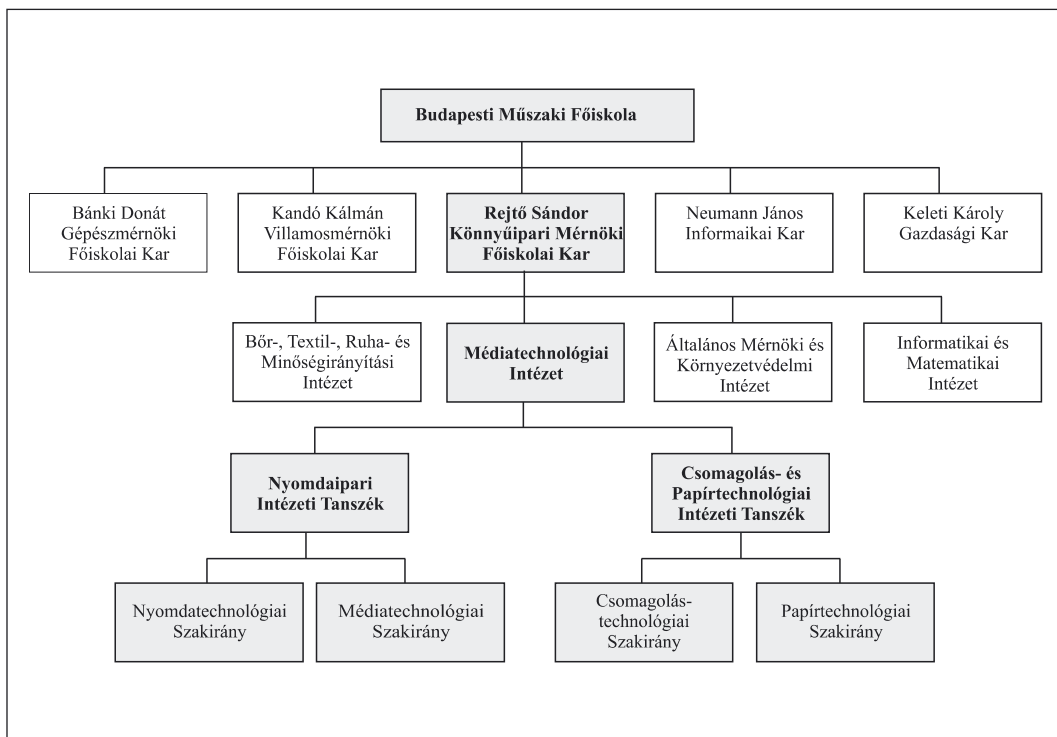 Budapesti Műszaki Főiskola
Bánki Donát
Gépészmérnöki
Főiskolai Kar
Kandó Kálmán
Villamosmérnöki
Főiskolai Kar
Rejtő Sándor
Könnyűipari Mérnöki
Főiskolai Kar
Neumann János
Informaikai Kar
Keleti Károly
Gazdasági Kar
Bőr-, Textil-, Ruha- és
Minőségirányítási
Intézet
Médiatechnológiai
Intézet
Általános Mérnöki és
Környezetvédelmi
Intézet
Informatikai és
Matematikai
Intézet
Nyomdaipari
Intézeti Tanszék
Csomagolás- és
Papírtechnológiai
Intézeti Tanszék
Nyomdatechnológiai
Szakirány
Médiatechnológiai
Szakirány
Csomagolás-
technológiai
Szakirány
Papírtechnológiai
Szakirány